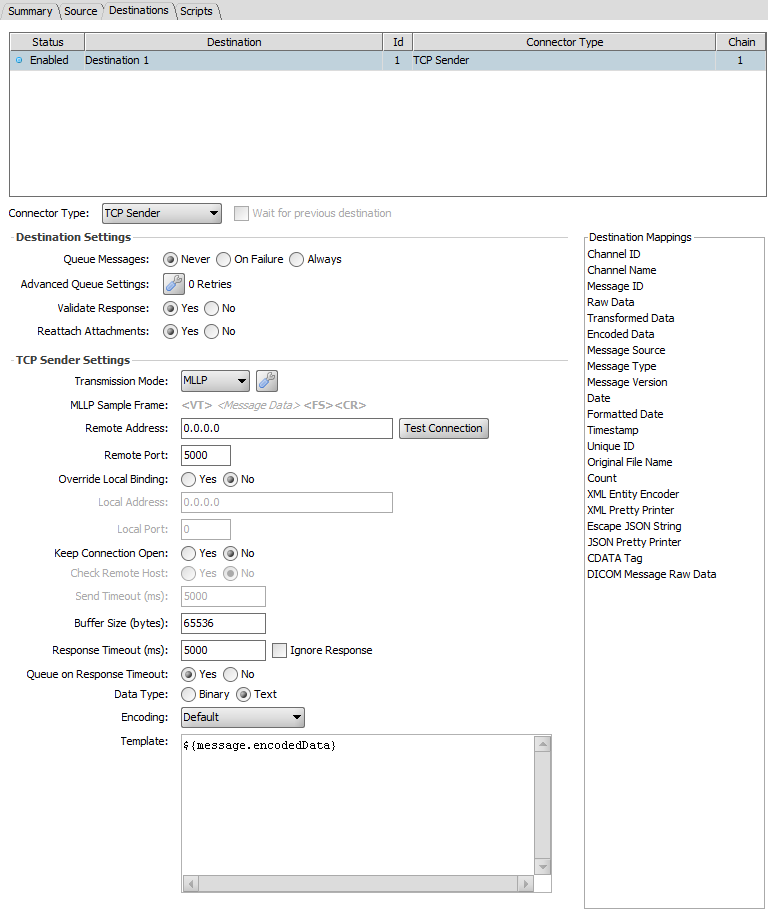 Summary Source Destinations Scripts
Status Destination Id Connector Type Chain
Enabled Destination 1 1 TCP Sender 1
Connector Type: TCP Sender Wait for previous destination
Destination Settings
Queue Messages: Never On Failure Always
Advanced Queue Settings: 0 Retries
Validate Response: Yes No
Reattach Attachments: Yes No
TCP Sender Settings
Transmission Mode: MLLP
MLLP Sample Frame: <VT> <Message Data> <FS><CR>
Remote Address: 0.0.0.0 Test Connection
Remote Port: 5000
Override Local Binding: Yes No
Local Address: 0.0.0.0
Local Port: 0
Keep Connection Open: Yes No
Check Remote Host: Yes No
Send Timeout (ms): 5000
Buffer Size (bytes): 65536
Response Timeout (ms): 5000 Ignore Response
Queue on Response Timeout: Yes No
Data Type: Binary Text
Encoding: Default
Template: ${message.encodedData}
Destination Mappings
Channel ID
Channel Name
Message ID
Raw Data
Transformed Data
Encoded Data
Message Source
Message Type
Message Version
Date
Formatted Date
Timestamp
Unique ID
Original File Name
Count
XML Entity Encoder
XML Pretty Printer
Escape JSON String
JSON Pretty Printer
CDATA Tag
DICOM Message Raw Data